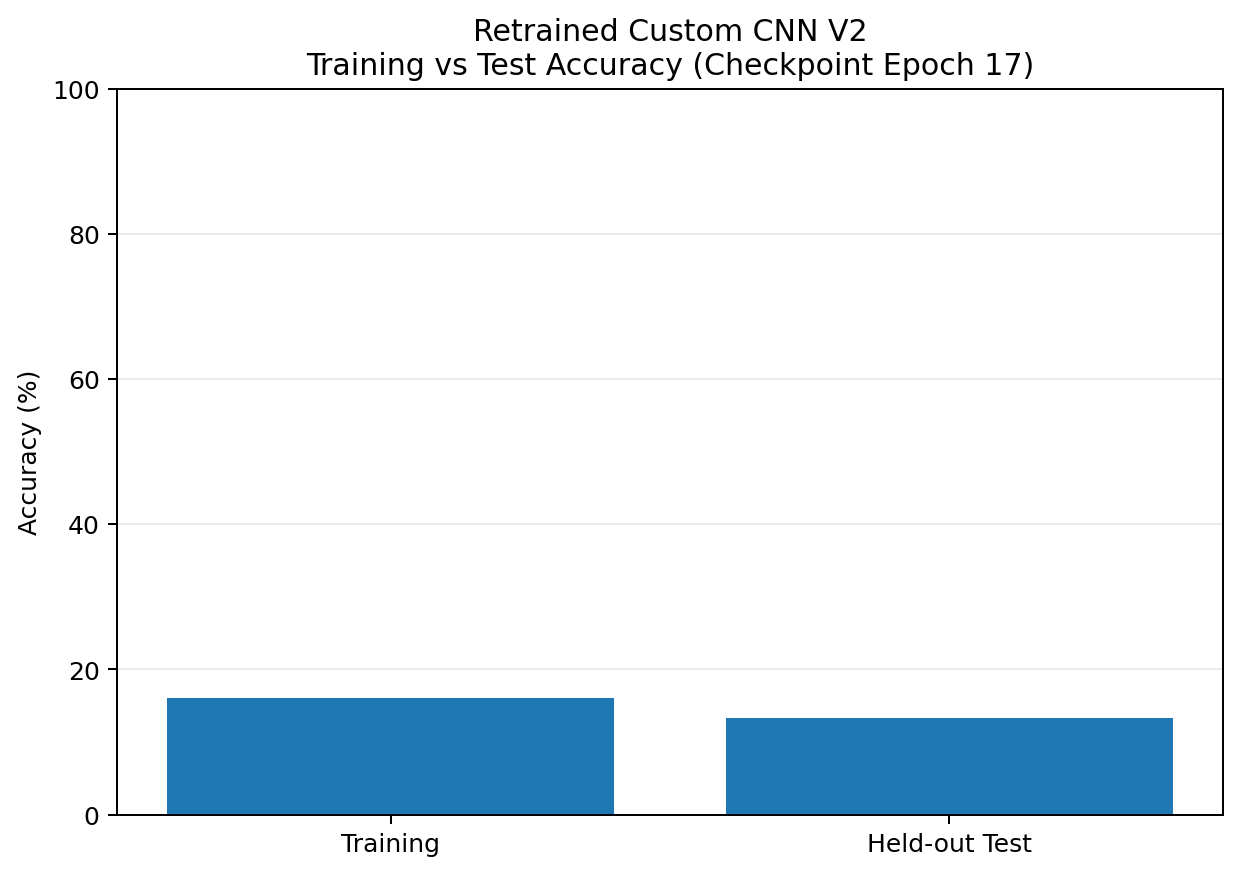 Retrained Custom CNN V2
Training vs Test Accuracy (Checkpoint Epoch 17)
100
80
60
40
20
0
Accuracy (%)
Training
Held-out Test